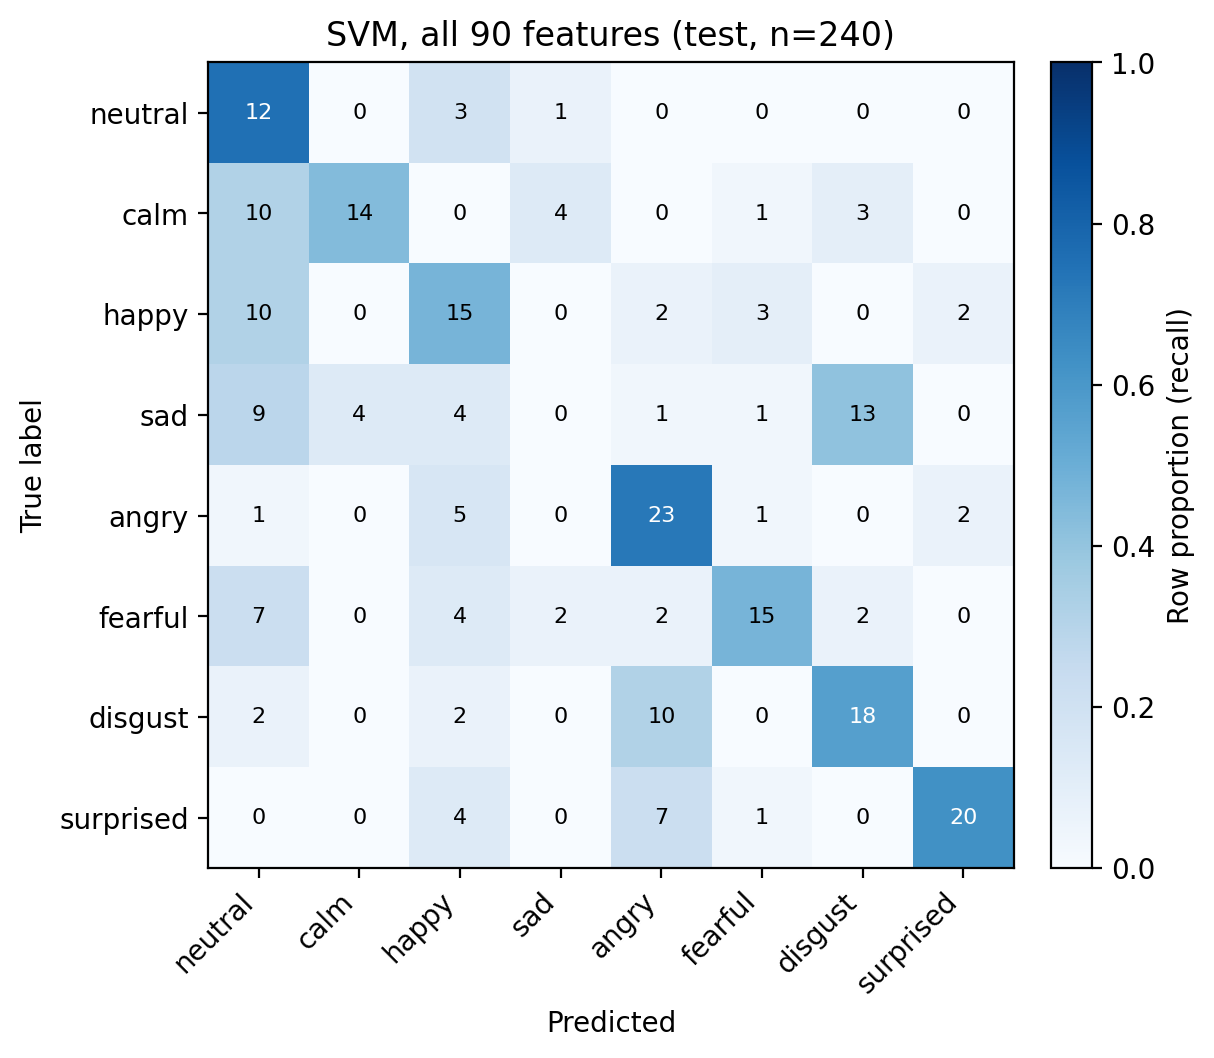 SVM, all 90 features (test, n=240)
True label
neutral 12 0 3 1 0 0 0 0
calm 10 14 0 4 0 1 3 0
happy 10 0 15 0 2 3 0 2
sad 9 4 4 0 1 1 13 0
angry 1 0 5 0 23 1 0 2
fearful 7 0 4 2 2 15 2 0
disgust 2 0 2 0 10 0 18 0
surprised 0 0 4 0 7 1 0 20
neutral calm happy sad angry fearful disgust surprised
Predicted
1.0
0.8
0.6
0.4
0.2
0.0
Row proportion (recall)